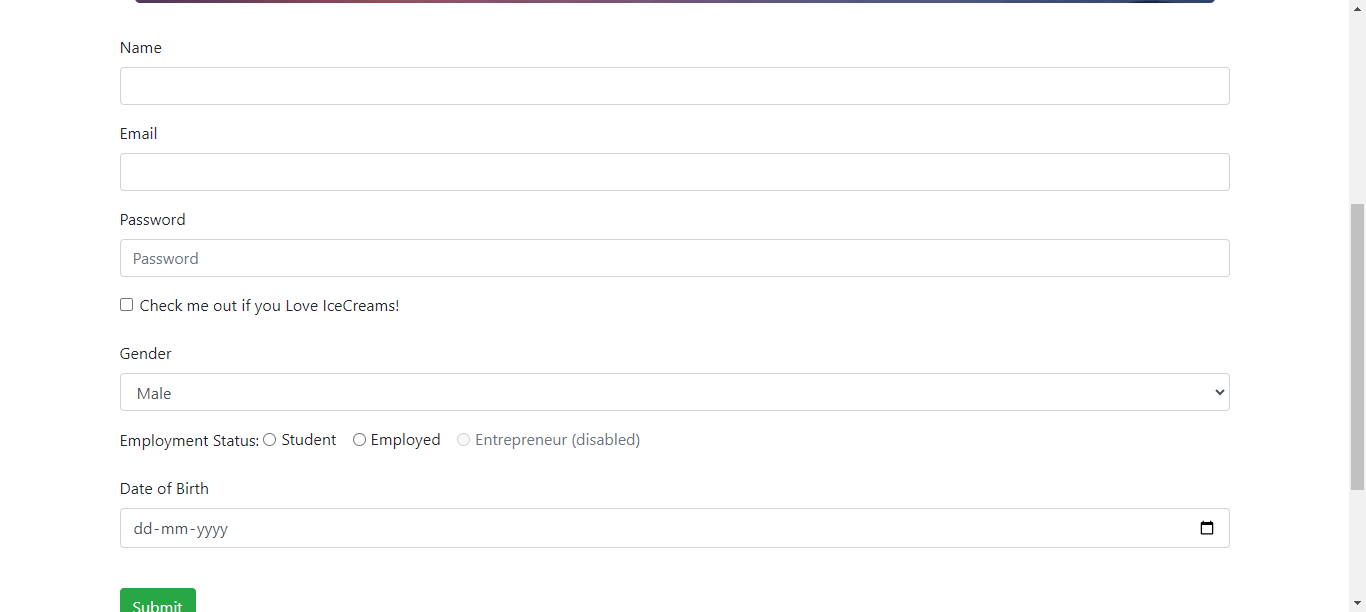 Name
Email
Password
Password
Check me out if you Love IceCreams!
Gender
Male
Employment Status: Student Employed Entrepreneur (disabled)
Date of Birth
dd-mm-yyyy
Submit